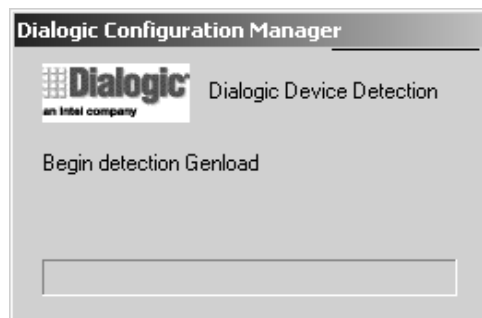 Dialogic Configuration Manager
Dialogic
an Intel company
Dialogic Device Detection
Begin detection Genload